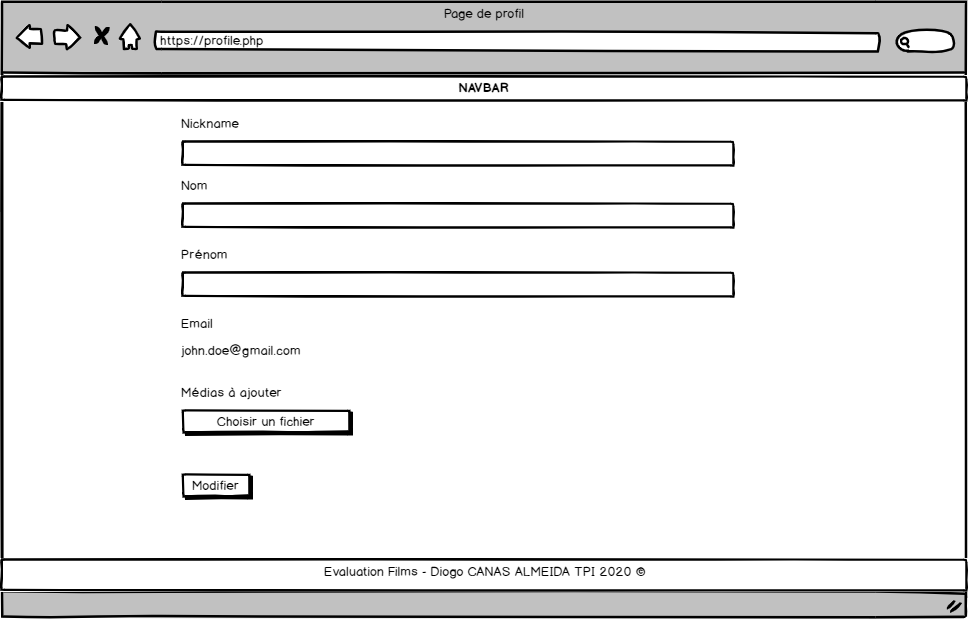 Page de profil
https://profile.php
NAVBAR
Nickname
Nom
Prénom
Email
john.doe@gmail.com
Médias à ajouter
Choisir un fichier
Modifier
Evaluation Films - Diogo CANAS ALMEIDA TPI 2020 ©